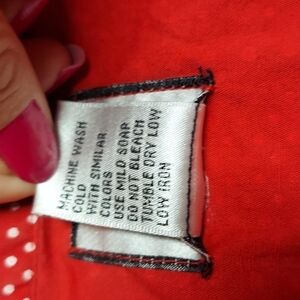 MACHINE WASH
COLD
WITH SIMILAR
COLORS
USE MILD SOAP
DO NOT BLEACH
TUMBLE DRY LOW
LOW IRON